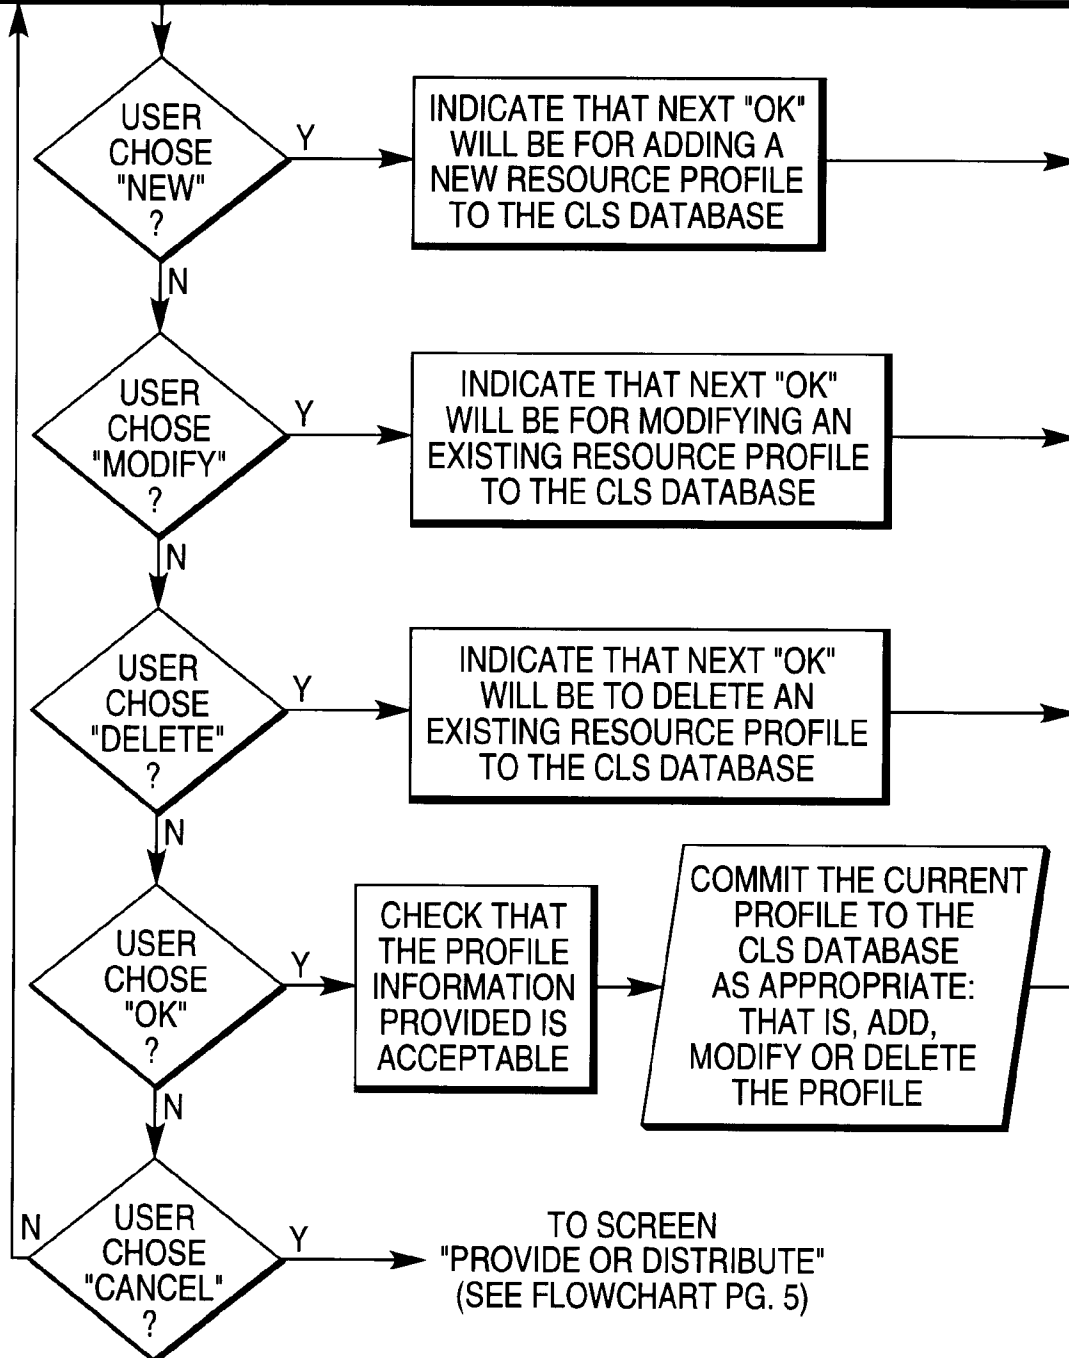 USER
CHOSE
"NEW"
?
Y
INDICATE THAT NEXT "OK"
WILL BE FOR ADDING A
NEW RESOURCE PROFILE
TO THE CLS DATABASE
N
USER
CHOSE
"MODIFY"
?
Y
INDICATE THAT NEXT "OK"
WILL BE FOR MODIFYING AN
EXISTING RESOURCE PROFILE
TO THE CLS DATABASE
N
USER
CHOSE
"DELETE"
?
Y
INDICATE THAT NEXT "OK"
WILL BE TO DELETE AN
EXISTING RESOURCE PROFILE
TO THE CLS DATABASE
N
USER
CHOSE
"OK"
?
Y
CHECK THAT
THE PROFILE
INFORMATION
PROVIDED IS
ACCEPTABLE
COMMIT THE CURRENT
PROFILE TO THE
CLS DATABASE
AS APPROPRIATE:
THAT IS, ADD,
MODIFY OR DELETE
THE PROFILE
N
N
USER
CHOSE
"CANCEL"
?
Y
TO SCREEN
"PROVIDE OR DISTRIBUTE"
(SEE FLOWCHART PG. 5)